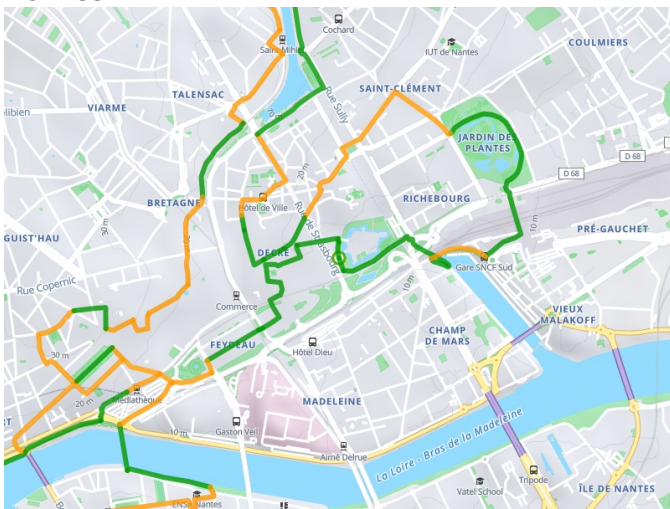 Cochard
Saint-Mihiel
IUT de Nantes
COULMIERS
TALENSAC
SAINT-CLÉMENT
VIARME
70 m
Rue Sully
JARDIN DES
PLANTES
D 68
D 68
20 m
BRETAGNE
Hôtel de Ville
RICHEBOURG
Rue de Strasbourg
10 m
PRÉ-GAUCHET
GUIST'HAU
DECRÉ
Gare SNCF Sud
Rue Copernic
10 m
Commerce
VIEUX
MALAKOFF
CHAMP
DE MARS
FEYDEAU
Hôtel Dieu
30 m
Médiathèque
MADELEINE
20 m
10 m
Gaston Veil
La Loire - Bras de la Madeleine
Aimé Delrue
Tripode
Vatel School
ÎLE DE NANTES
ENSA Nantes